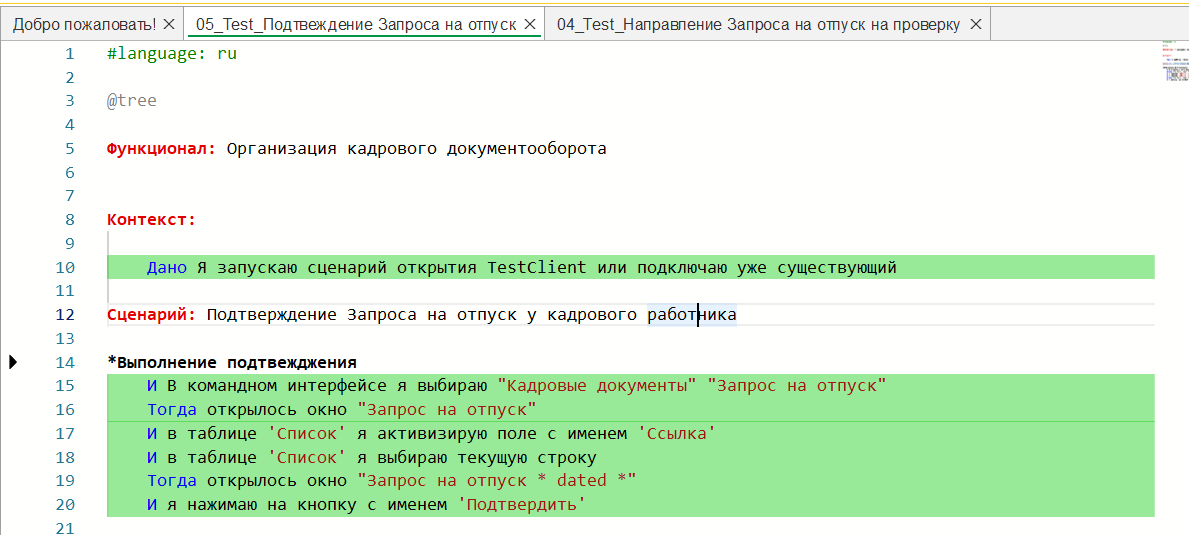 Добро пожаловать! × 05_Test_Подтвеждение Запроса на отпуск × 04_Test_Направление Запроса на отпуск на проверку ×
1 #language: ru
2
3 @tree
4
5 Функционал: Организация кадрового документооборота
6
7
8 Контекст:
9
10 Дано Я запускаю сценарий открытия TestClient или подключаю уже существующий
11
12 Сценарий: Подтверждение Запроса на отпуск у кадрового работника
13
14 *Выполнение подтвежджения
15 И В командном интерфейсе я выбираю "Кадровые документы" "Запрос на отпуск"
16 Тогда открылось окно "Запрос на отпуск"
17 И в таблице 'Список' я активизирую поле с именем 'Ссылка'
18 И в таблице 'Список' я выбираю текущую строку
19 Тогда открылось окно "Запрос на отпуск * dated *"
20 И я нажимаю на кнопку с именем 'Подтвердить'
21